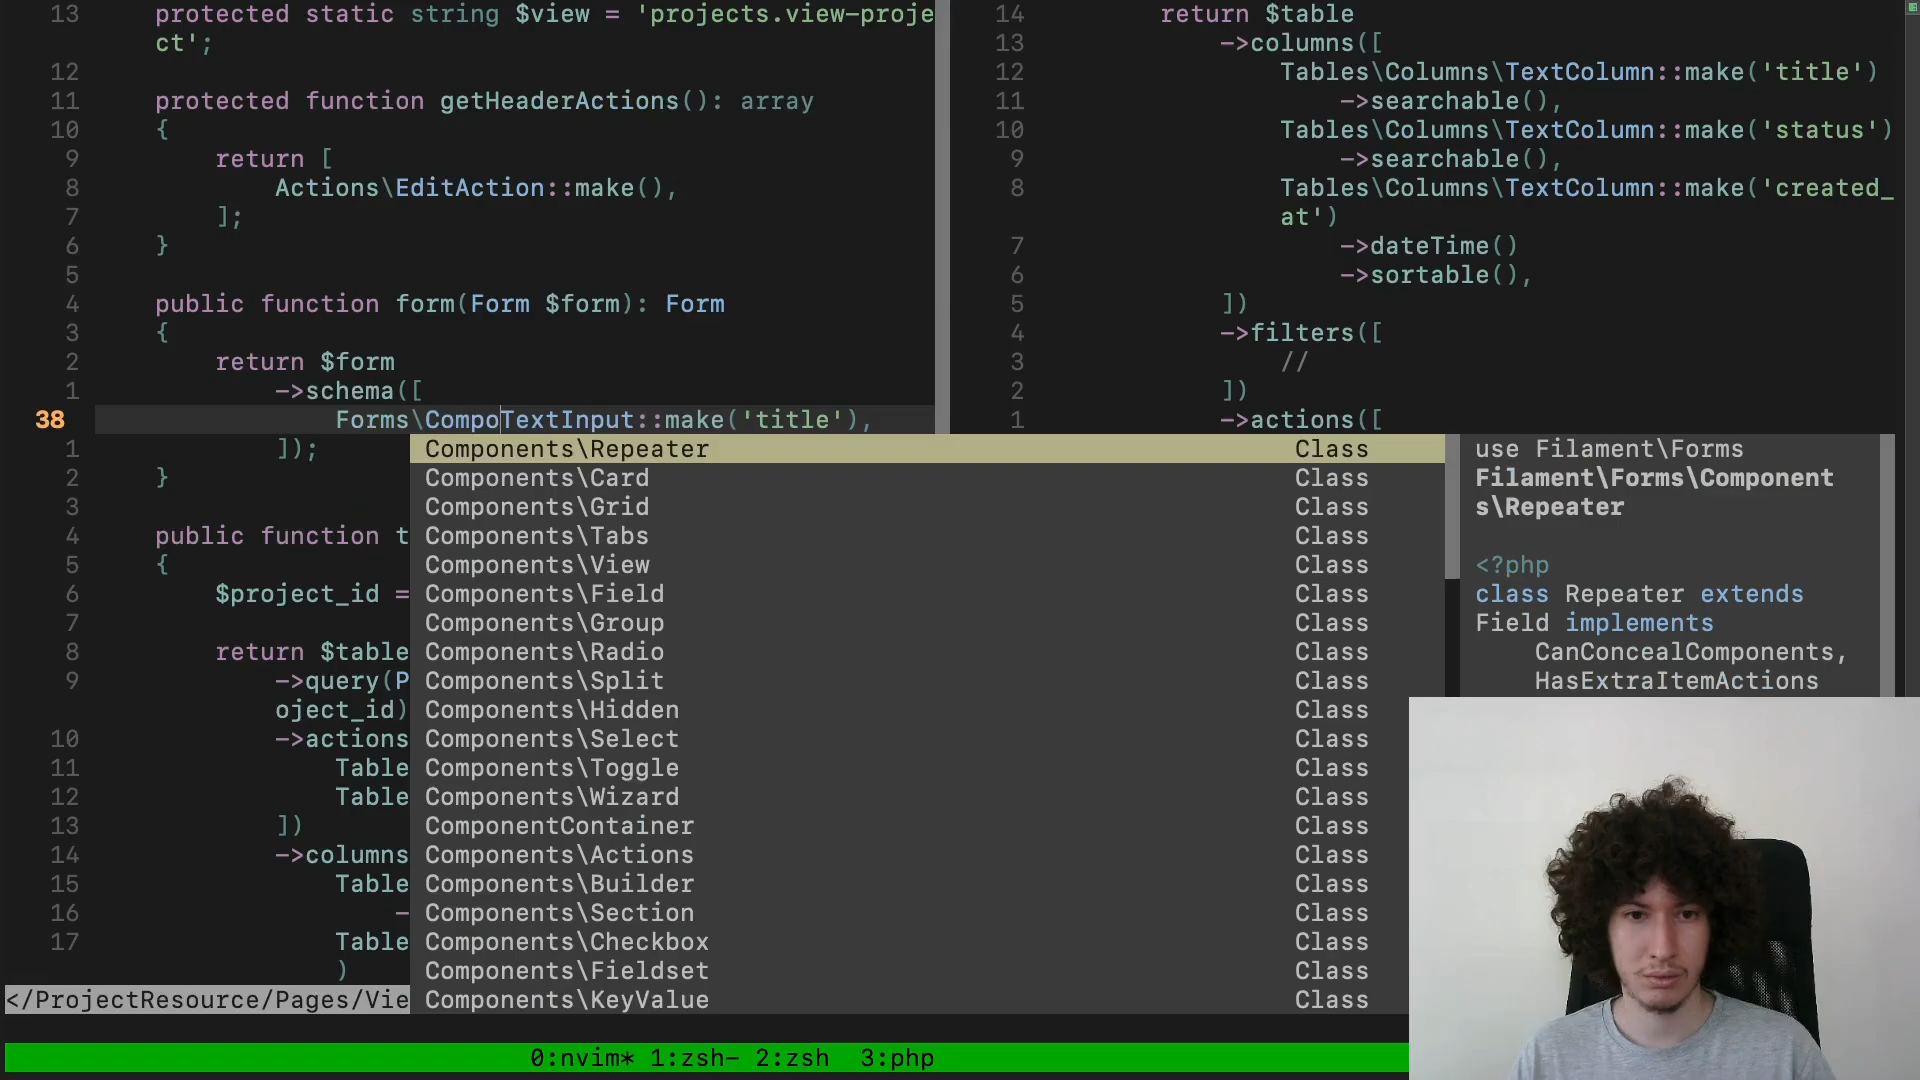 13 protected static string $view = 'projects.view-proje
ct';
12
11 protected function getHeaderActions(): array
10 {
9 return [
8 Actions\EditAction::make(),
7 ];
6 }
5
4 public function form(Form $form): Form
3 {
2 return $form
1 ->schema([
38 Forms\CompoTextInput::make('title'),
1 ]);
2 }
3
4 public function t
5 {
6 $project_id =
7
8 return $table
9 ->query(P
oject_id)
10 ->actions
11 Table
12 Table
13 ])
14 ->columns
15 Table
16 -
17 Table
)
</ProjectResource/Pages/Vie
14 return $table
13 ->columns([
12 Tables\Columns\TextColumn::make('title')
11 ->searchable(),
10 Tables\Columns\TextColumn::make('status')
9 ->searchable(),
8 Tables\Columns\TextColumn::make('created_
at')
7 ->dateTime()
6 ->sortable(),
5 ])
4 ->filters([
3 //
2 ])
1 ->actions([
Components\Repeater Class
Components\Card Class
Components\Grid Class
Components\Tabs Class
Components\View Class
Components\Field Class
Components\Group Class
Components\Radio Class
Components\Split Class
Components\Hidden Class
Components\Select Class
Components\Toggle Class
Components\Wizard Class
ComponentContainer Class
Components\Actions Class
Components\Builder Class
Components\Section Class
Components\Checkbox Class
Components\Fieldset Class
Components\KeyValue Class
use Filament\Forms
Filament\Forms\Component
s\Repeater
<?php
class Repeater extends
Field implements
CanConcealComponents,
HasExtraItemActions
0:nvim* 1:zsh- 2:zsh 3:php